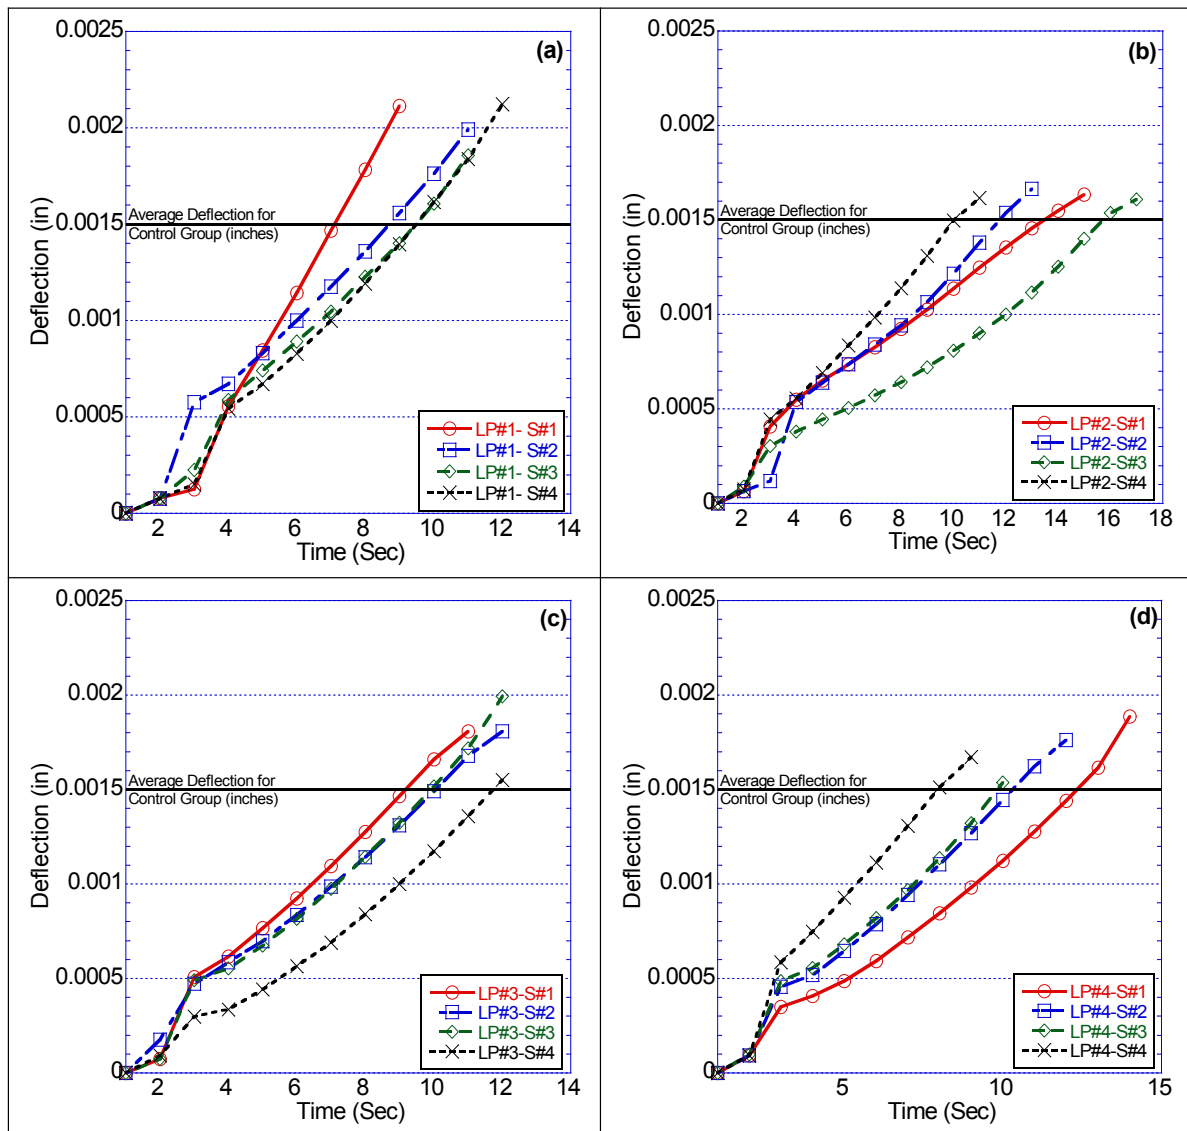 (a)
0.0025
0.002
0.0015
0.001
0.0005
0
Deflection (in)
Average Deflection for
Control Group (inches)
LP#1- S#1
LP#1- S#2
LP#1- S#3
LP#1- S#4
2 4 6 8 10 12 14
Time (Sec)
(b)
0.0025
0.002
0.0015
0.001
0.0005
0
Deflection (in)
Average Deflection for
Control Group (inches)
LP#2-S#1
LP#2-S#2
LP#2-S#3
LP#2-S#4
2 4 6 8 10 12 14 16 18
Time (Sec)
(c)
0.0025
0.002
0.0015
0.001
0.0005
0
Deflection (in)
Average Deflection for
Control Group (inches)
LP#3-S#1
LP#3-S#2
LP#3-S#3
LP#3-S#4
2 4 6 8 10 12 14
Time (Sec)
(d)
0.0025
0.002
0.0015
0.001
0.0005
0
Deflection (in)
Average Deflection for
Control Group (inches)
LP#4-S#1
LP#4-S#2
LP#4-S#3
LP#4-S#4
5 10 15
Time (Sec)